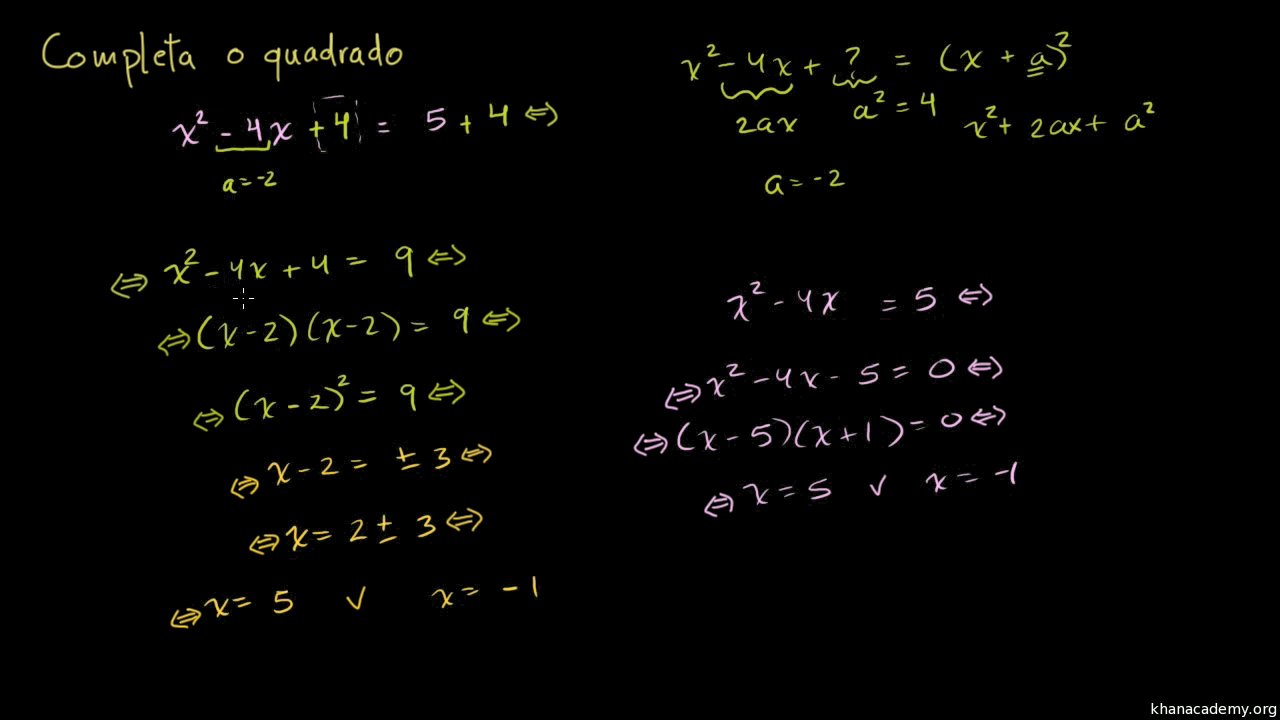 Completa o quadrado
x² - 4x + 4 = 5 + 4 ⇔
a = -2
⇔ x² - 4x + 4 = 9 ⇔
⇔ (x - 2)(x - 2) = 9 ⇔
⇔ (x - 2)² = 9 ⇔
⇔ x - 2 = ± 3 ⇔
⇔ x = 2 ± 3 ⇔
⇔ x = 5 ∨ x = -1
x² - 4x + ? = (x + a)²
2ax a² = 4 x² + 2ax + a²
a = -2
x² - 4x = 5 ⇔
⇔ x² - 4x - 5 = 0 ⇔
⇔ (x - 5)(x + 1) = 0 ⇔
⇔ x = 5 ∨ x = -1
khanacademy.org